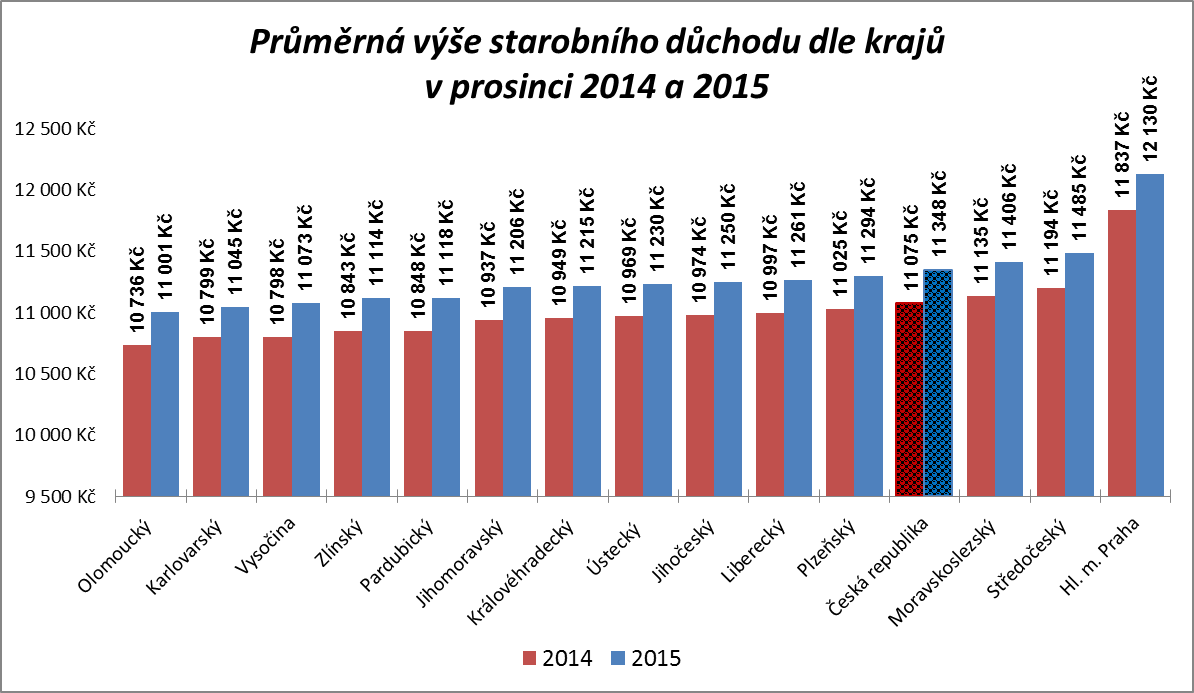 Průměrná výše starobního důchodu dle krajů
v prosinci 2014 a 2015
12 500 Kč
12 000 Kč
11 500 Kč
11 000 Kč
10 500 Kč
10 000 Kč
9 500 Kč
10 736 Kč
11 001 Kč
10 799 Kč
11 045 Kč
10 798 Kč
11 073 Kč
10 843 Kč
11 114 Kč
10 848 Kč
11 118 Kč
10 937 Kč
11 206 Kč
10 949 Kč
11 215 Kč
10 969 Kč
11 230 Kč
10 974 Kč
11 250 Kč
10 997 Kč
11 261 Kč
11 025 Kč
11 294 Kč
11 075 Kč
11 348 Kč
11 135 Kč
11 406 Kč
11 194 Kč
11 485 Kč
11 837 Kč
12 130 Kč
Olomoucký
Karlovarský
Vysočina
Zlínský
Pardubický
Jihomoravský
Královéhradecký
Ústecký
Jihočeský
Liberecký
Plzeňský
Česká republika
Moravskoslezský
Středočeský
Hl. m. Praha
2014
2015